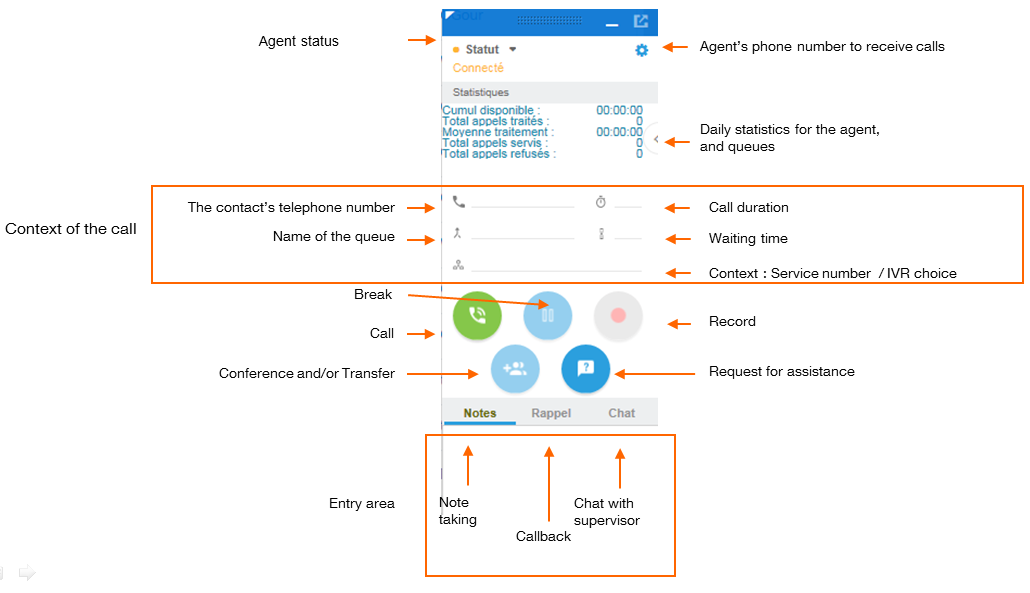 Agent status
Statut
Agent's phone number to receive calls
Connecté
Statistiques
Cumul disponible : 00:00:00
Total appels traités : 0
Moyenne traitement : 00:00:00
Total appels servis : 0
Total appels refusés : 0
Daily statistics for the agent,
and queues
Context of the call
The contact's telephone number
Call duration
Name of the queue
Waiting time
Context : Service number / IVR choice
Break
Call
Record
Conference and/or Transfer
Request for assistance
Notes Rappel Chat
Entry area
Note
taking
Callback
Chat with
supervisor